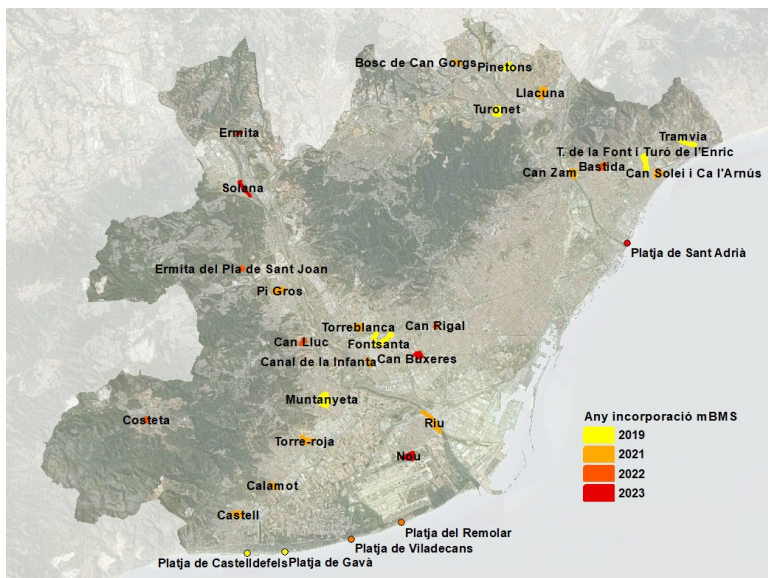 Bosc de Can Gorgs
Pinetons
Llacuna
Turonet
Ermita
Tramvia
T. de la Font i Turó de l'Enric
Bastida
Can Zam
Can Solei i Ca l'Arnús
Solana
Platja de Sant Adrià
Ermita del Pla de Sant Joan
Pi Gros
Torreblanca
Can Rigal
Can Lluc
Fontsanta
Canal de la Infanta
Can Buxeres
Muntanyeta
Costeta
Riu
Torre-roja
Nou
Calamot
Castell
Platja del Remolar
Platja de Viladecans
Platja de Castelldefels
Platja de Gavà
Any incorporació mBMS
2019
2021
2022
2023